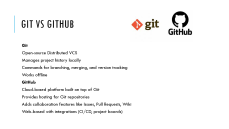 GIT VS GITHUB
git
GitHub
Git:
Open-source Distributed VCS
Manages project history locally
Commands for branching, merging, and version tracking
Works offline
GitHub
Cloud-based platform built on top of Git
Provides hosting for Git repositories
Adds collaboration features like Issues, Pull Requests, Wiki
Web-based with integrations (CI/CD, project boards)